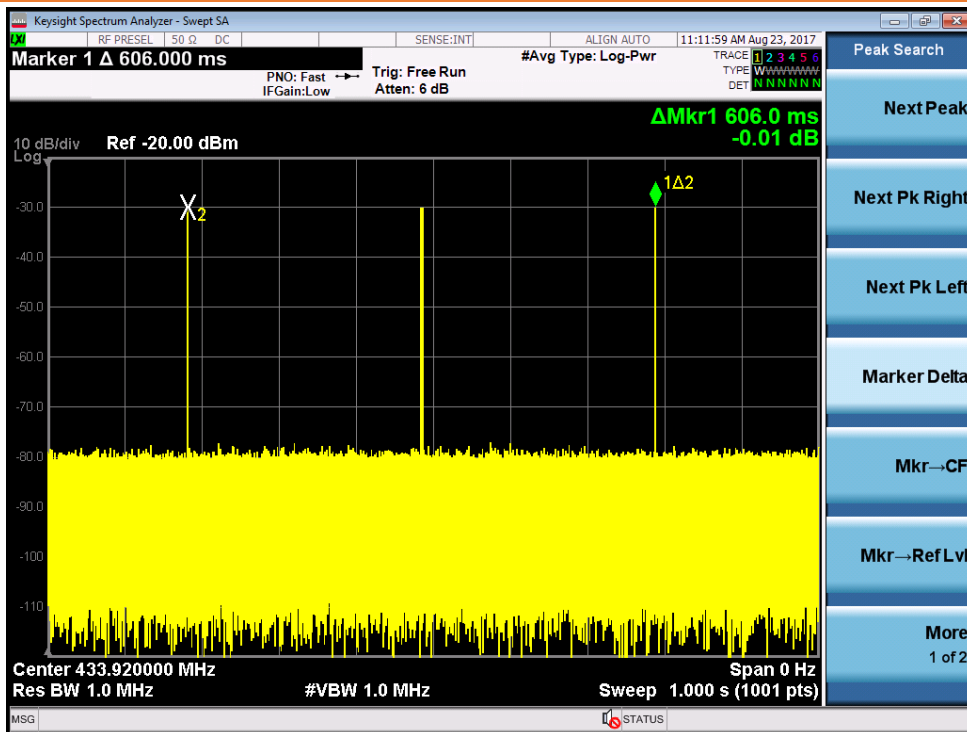 Keysight Spectrum Analyzer - Swept SA
LXI RF PRESEL 50 Ω DC SENSE:INT ALIGN AUTO 11:11:59 AM Aug 23, 2017
Marker 1 Δ 606.000 ms
PNO: Fast
IFGain:Low
Trig: Free Run
Atten: 6 dB
#Avg Type: Log-Pwr
TRACE 1 2 3 4 5 6
TYPE WWWWWW
DET N N N N N N
ΔMkr1 606.0 ms
-0.01 dB
10 dB/div Ref -20.00 dBm
Log
1Δ2
X2
-30.0
-40.0
-50.0
-60.0
-70.0
-80.0
-90.0
-100
-110
Center 433.920000 MHz Span 0 Hz
Res BW 1.0 MHz #VBW 1.0 MHz Sweep 1.000 s (1001 pts)
MSG STATUS
Peak Search
Next Peak
Next Pk Right
Next Pk Left
Marker Delta
Mkr→CF
Mkr→Ref Lvl
More
1 of 2